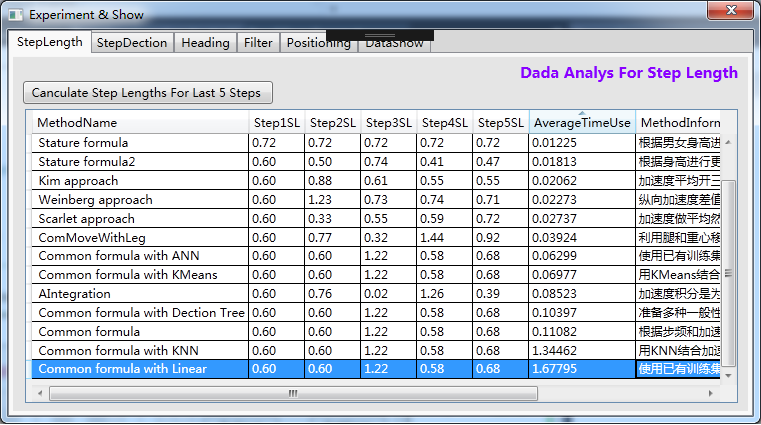 Experiment & Show
StepLength StepDection Heading Filter Positioning DataShow
Dada Analys For Step Length
Canculate Step Lengths For Last 5 Steps
MethodName Step1SL Step2SL Step3SL Step4SL Step5SL AverageTimeUse MethodInform
Stature formula 0.72 0.72 0.72 0.72 0.72 0.01225 根据男女身高进
Stature formula2 0.60 0.50 0.74 0.41 0.47 0.01813 根据身高进行更
Kim approach 0.60 0.88 0.61 0.55 0.55 0.02062 加速度平均开三
Weinberg approach 0.60 1.23 0.73 0.74 0.71 0.02273 纵向加速度差值
Scarlet approach 0.60 0.33 0.55 0.59 0.72 0.02737 加速度做平均然
ComMoveWithLeg 0.60 0.77 0.32 1.44 0.92 0.03924 利用腿和重心移
Common formula with ANN 0.60 0.60 1.22 0.58 0.68 0.06299 使用已有训练集
Common formula with KMeans 0.60 0.60 1.22 0.58 0.68 0.06977 用KMeans结合
AIntegration 0.60 0.76 0.02 1.26 0.39 0.08523 加速度积分是为
Common formula with Dection Tree 0.60 0.60 1.22 0.58 0.68 0.10397 准备多种一般性
Common formula 0.60 0.60 1.22 0.58 0.68 0.11082 根据步频和加速
Common formula with KNN 0.60 0.60 1.22 0.58 0.68 1.34462 用KNN结合加速
Common formula with Linear 0.60 0.60 1.22 0.58 0.68 1.67795 使用已有训练集